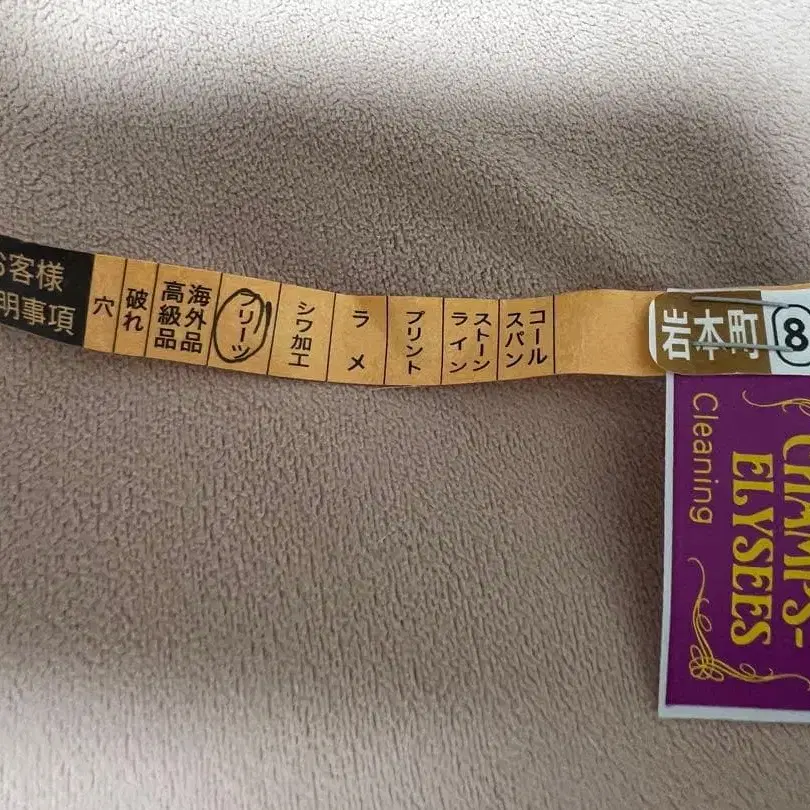 お客様
明事項
穴
破れ
海外品
高級品
プリーツ
シワ加工
ラメ
プリント
ストーン
ライン
コール
スパン
岩本町
8
Cleaning
CHAMPS-
ELYSEES